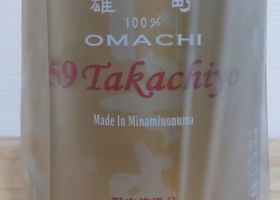 雄町
100%
OMACHI
59 Takachiyo
Made In Minamiuonuma